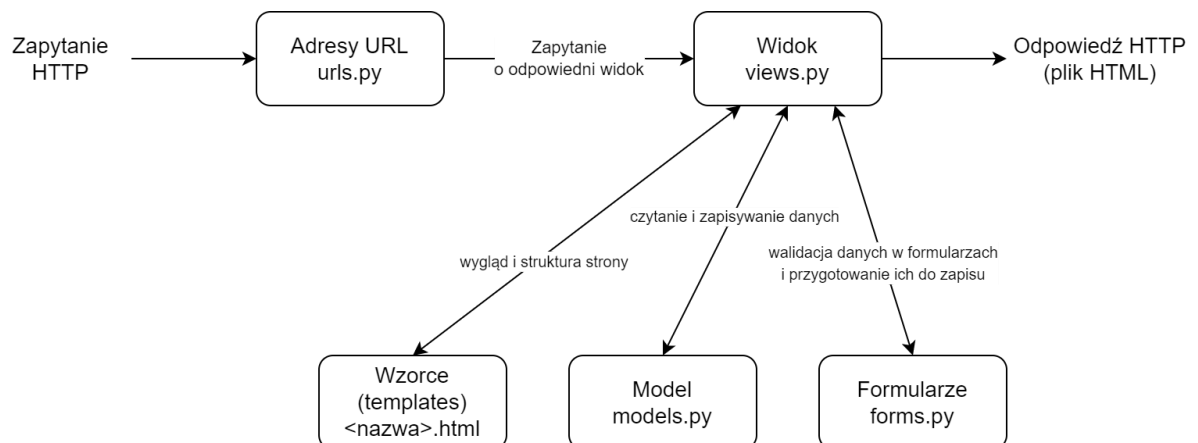 Zapytanie
HTTP
Adresy URL
urls.py
Zapytanie
o odpowiedni widok
Widok
views.py
Odpowiedź HTTP
(plik HTML)
czytanie i zapisywanie danych
wygląd i struktura strony
walidacja danych w formularzach
i przygotowanie ich do zapisu
Wzorce
(templates)
<nazwa>.html
Model
models.py
Formularze
forms.py